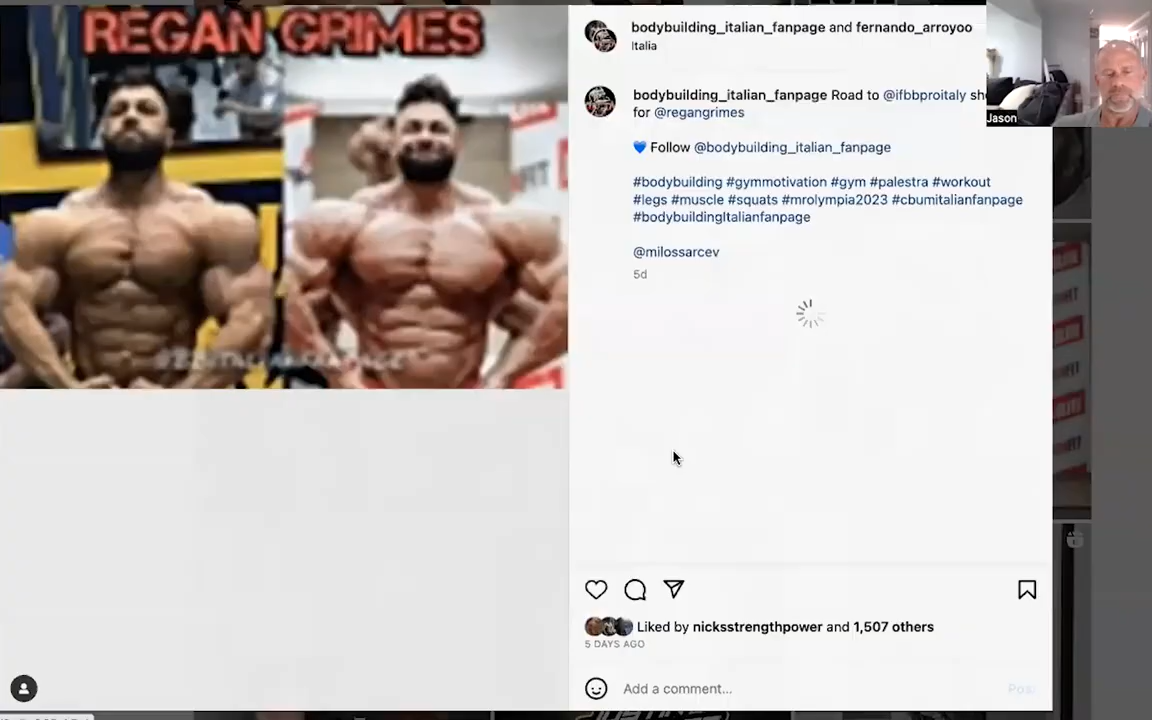 REGAN GRIMES
bodybuilding_italian_fanpage and fernando_arroyoo
Italia
bodybuilding_italian_fanpage Road to @ifbbproitaly
for @regangrimes
💙 Follow @bodybuilding_italian_fanpage
#bodybuilding #gymmotivation #gym #palestra #workout
#legs #muscle #squats #mrolympia2023 #cbumitalianfanpage
#bodybuildingItalianfanpage
@milossarcev
5d
Liked by nicksstrengthpower and 1,507 others
5 DAYS AGO
Add a comment...
Post
Jason